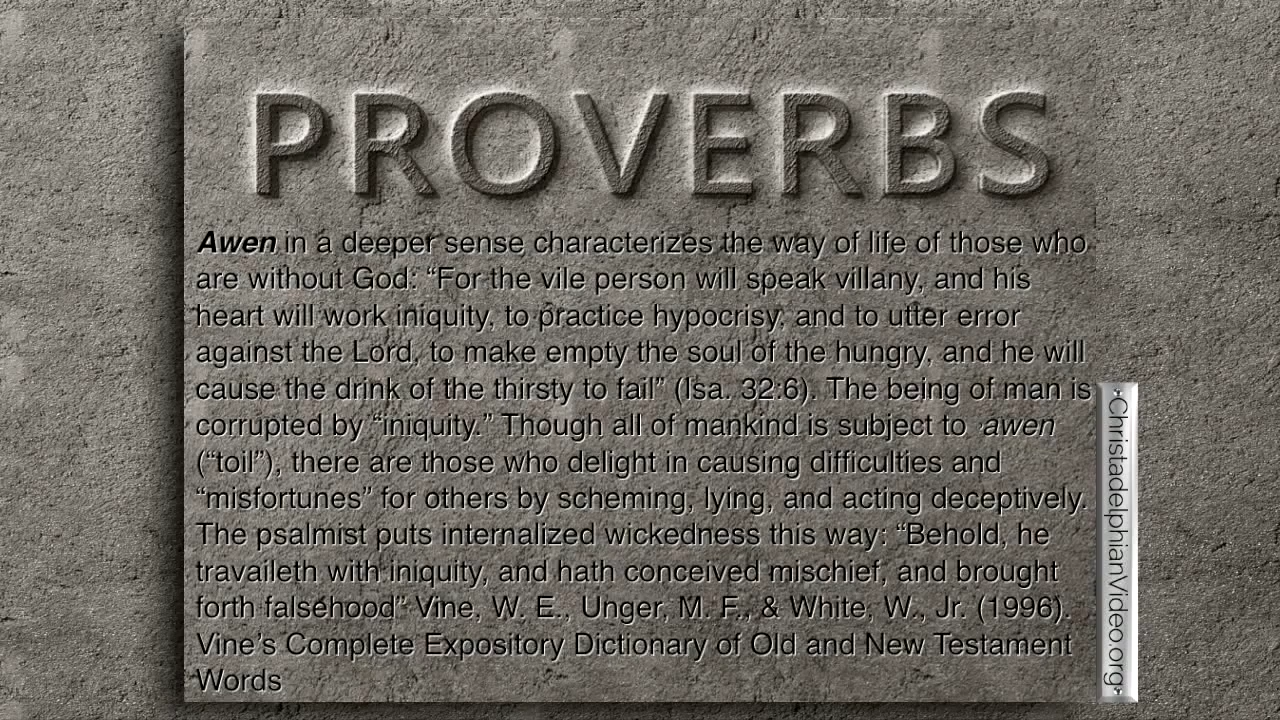 PROVERBS
Awen in a deeper sense characterizes the way of life of those who
are without God: “For the vile person will speak villany, and his
heart will work iniquity, to practice hypocrisy, and to utter error
against the Lord, to make empty the soul of the hungry, and he will
cause the drink of the thirsty to fail” (Isa. 32:6). The being of man is
corrupted by “iniquity.” Though all of mankind is subject to ‘awen
(“toil”), there are those who delight in causing difficulties and
“misfortunes” for others by scheming, lying, and acting deceptively.
The psalmist puts internalized wickedness this way: “Behold, he
travaileth with iniquity, and hath conceived mischief, and brought
forth falsehood” Vine, W. E., Unger, M. F., & White, W., Jr. (1996).
Vine’s Complete Expository Dictionary of Old and New Testament
Words
ChristadelphianVideo.org